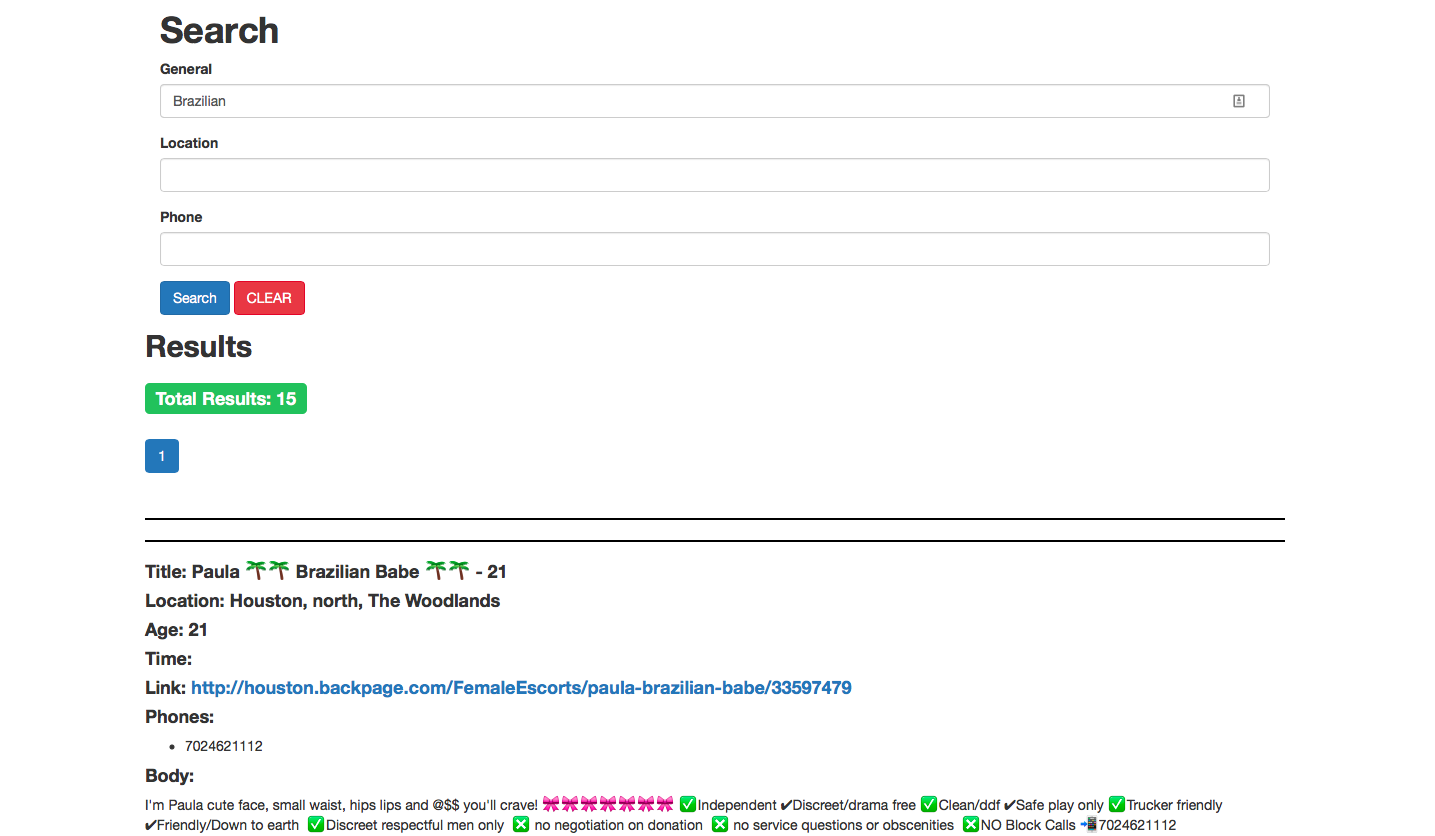 Search
General
Brazilian
Location
Phone
Search CLEAR
Results
Total Results: 15
1
Title: Paula 🌴🌴 Brazilian Babe 🌴🌴 - 21
Location: Houston, north, The Woodlands
Age: 21
Time:
Link: http://houston.backpage.com/FemaleEscorts/paula-brazilian-babe/33597479
Phones:
• 7024621112
Body:
I'm Paula cute face, small waist, hips lips and @$$ you'll crave! 🎀🎀🎀🎀🎀🎀🎀 ✅Independent ✔Discreet/drama free ✅Clean/ddf ✔Safe play only ✅Trucker friendly
✔Friendly/Down to earth ✅Discreet respectful men only ❎ no negotiation on donation ❎ no service questions or obscenities ❎NO Block Calls 📲7024621112